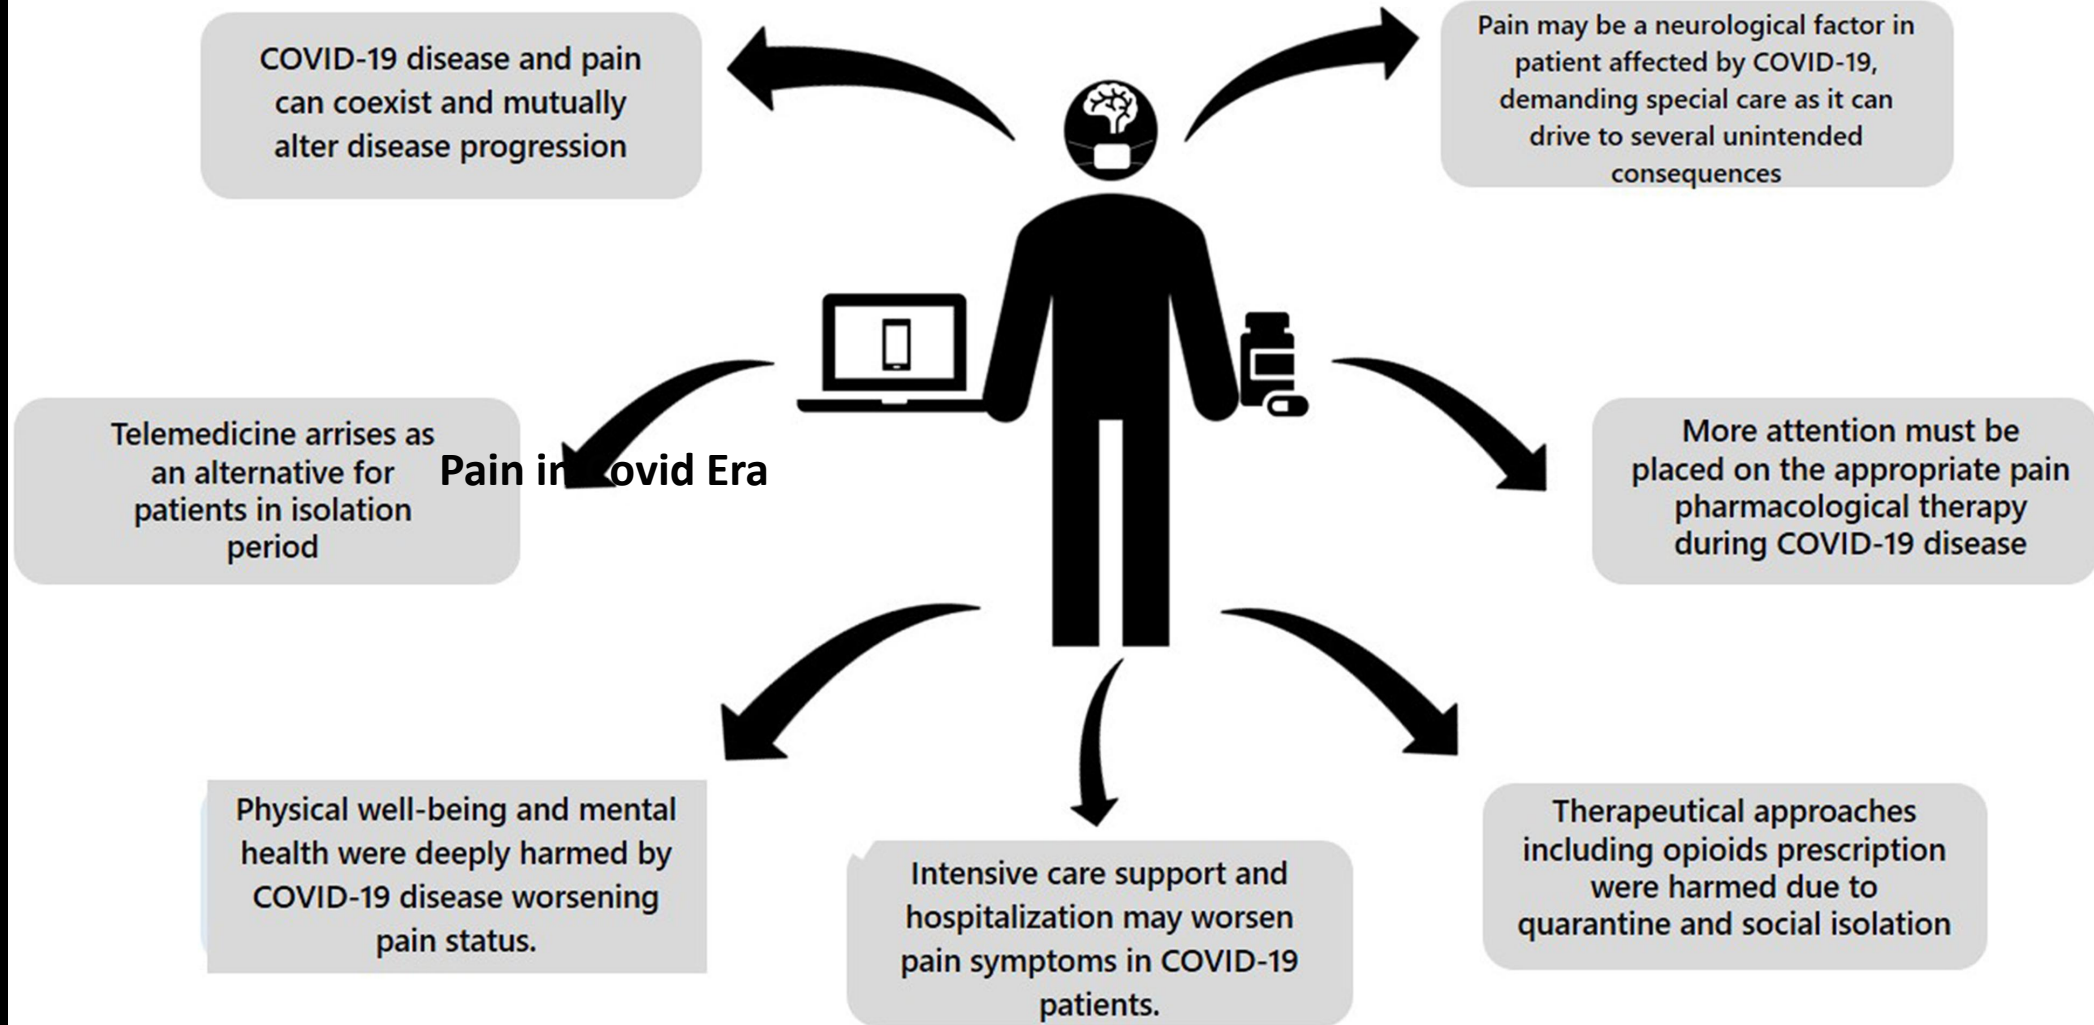 COVID-19 disease and pain
can coexist and mutually
alter disease progression
Pain may be a neurological factor in
patient affected by COVID-19,
demanding special care as it can
drive to several unintended
consequences
Telemedicine arrises as
an alternative for
patients in isolation
period
Pain in ovid Era
More attention must be
placed on the appropriate pain
pharmacological therapy
during COVID-19 disease
Physical well-being and mental
health were deeply harmed by
COVID-19 disease worsening
pain status.
Intensive care support and
hospitalization may worsen
pain symptoms in COVID-19
patients.
Therapeutical approaches
including opioids prescription
were harmed due to
quarantine and social isolation